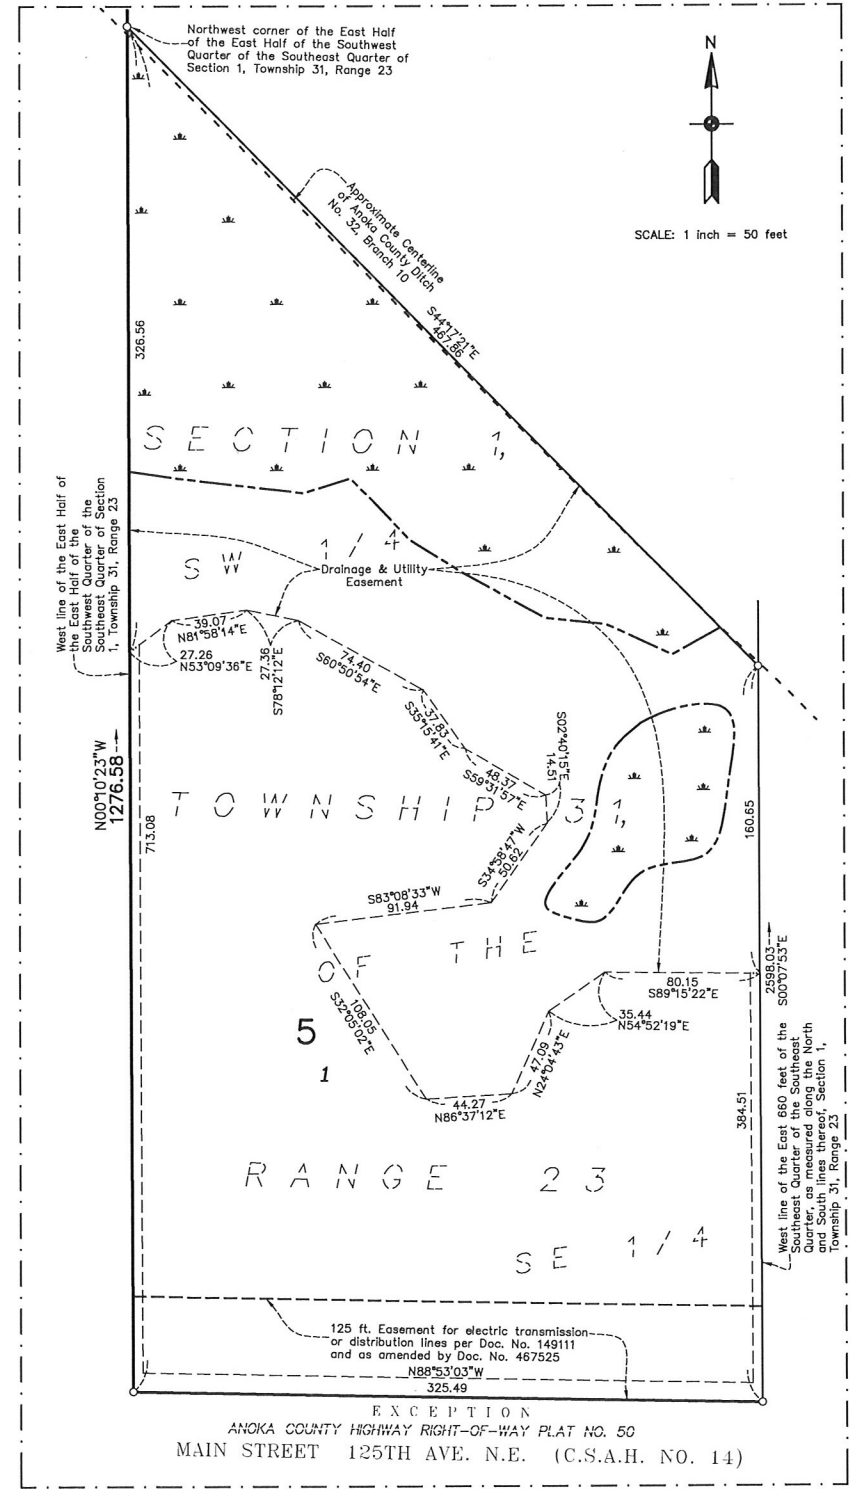 Northwest corner of the East Half
of the East Half of the Southwest
Quarter of the Southeast Quarter of
Section 1, Township 31, Range 23
N
SCALE: 1 inch = 50 feet
Approximate Centerline
of Anoka County Ditch
No. 32, Branch 10
S44°17'21"E
467.86
326.56
SECTION 1,
West line of the East Half of
the East Half of the
Southwest Quarter of the
Southeast Quarter of Section
1, Township 31, Range 23
SW 1/4
Drainage & Utility
Easement
39.07
N81°58'14"E
27.26
N53°09'36"E
27.36
S78°12'12"E
74.40
S60°50'54"E
37.83
S35°15'41"E
48.37
S59°31'57"E
S02°40'15"E
14.51
N00°10'23"W
1276.58
713.08
TOWNSHIP 31,
160.65
S34°58'47"W
50.62
S83°08'33"W
91.94
OF THE
2598.03
S00°07'53"E
80.15
S89°15'22"E
35.44
N54°52'19"E
108.05
S32°05'02"E
5
1
47.09
N24°04'43"E
44.27
N86°37'12"E
384.51
West line of the East 660 feet of the
Southeast Quarter of the Southeast
Quarter, as measured along the North
and South lines thereof, Section 1,
Township 31, Range 23
RANGE 23
SE 1/4
125 ft. Easement for electric transmission
or distribution lines per Doc. No. 149111
and as amended by Doc. No. 467525
N88°53'03"W
325.49
EXCEPTION
ANOKA COUNTY HIGHWAY RIGHT-OF-WAY PLAT NO. 50
MAIN STREET 125TH AVE. N.E. (C.S.A.H. NO. 14)